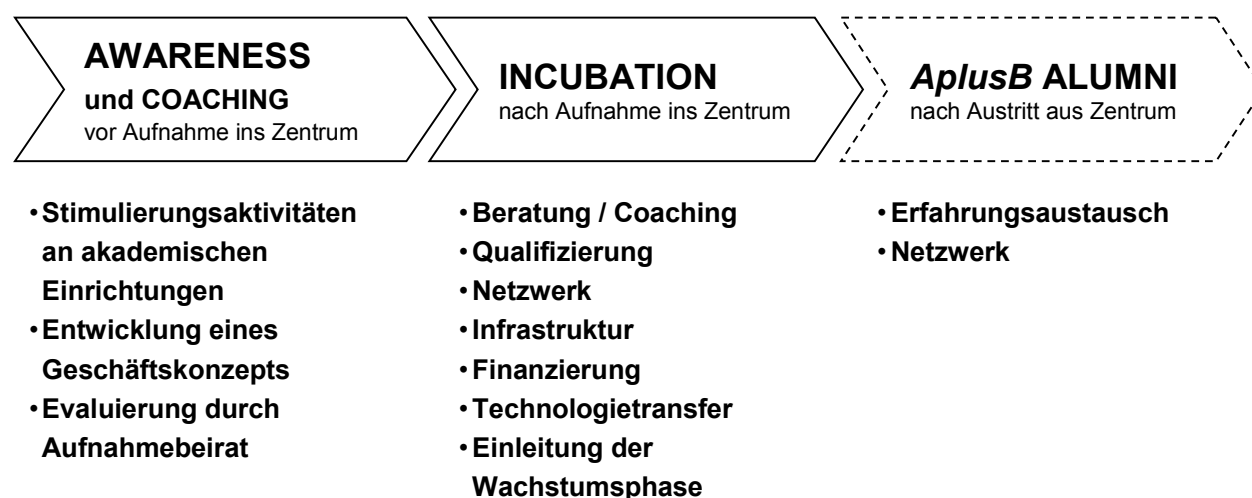 AWARENESS
und COACHING
vor Aufnahme ins Zentrum
INCUBATION
nach Aufnahme ins Zentrum
AplusB ALUMNI
nach Austritt aus Zentrum
• Stimulierungsaktivitäten
an akademischen
Einrichtungen
• Entwicklung eines
Geschäftskonzepts
• Evaluierung durch
Aufnahmebeirat
• Beratung / Coaching
• Qualifizierung
• Netzwerk
• Infrastruktur
• Finanzierung
• Technologietransfer
• Einleitung der
Wachstumsphase
• Erfahrungsaustausch
• Netzwerk